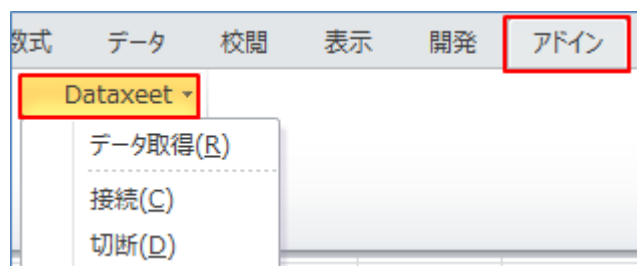 数式 データ 校閲 表示 開発 アドイン
Dataxeet
データ取得(R)
接続(C)
切断(D)